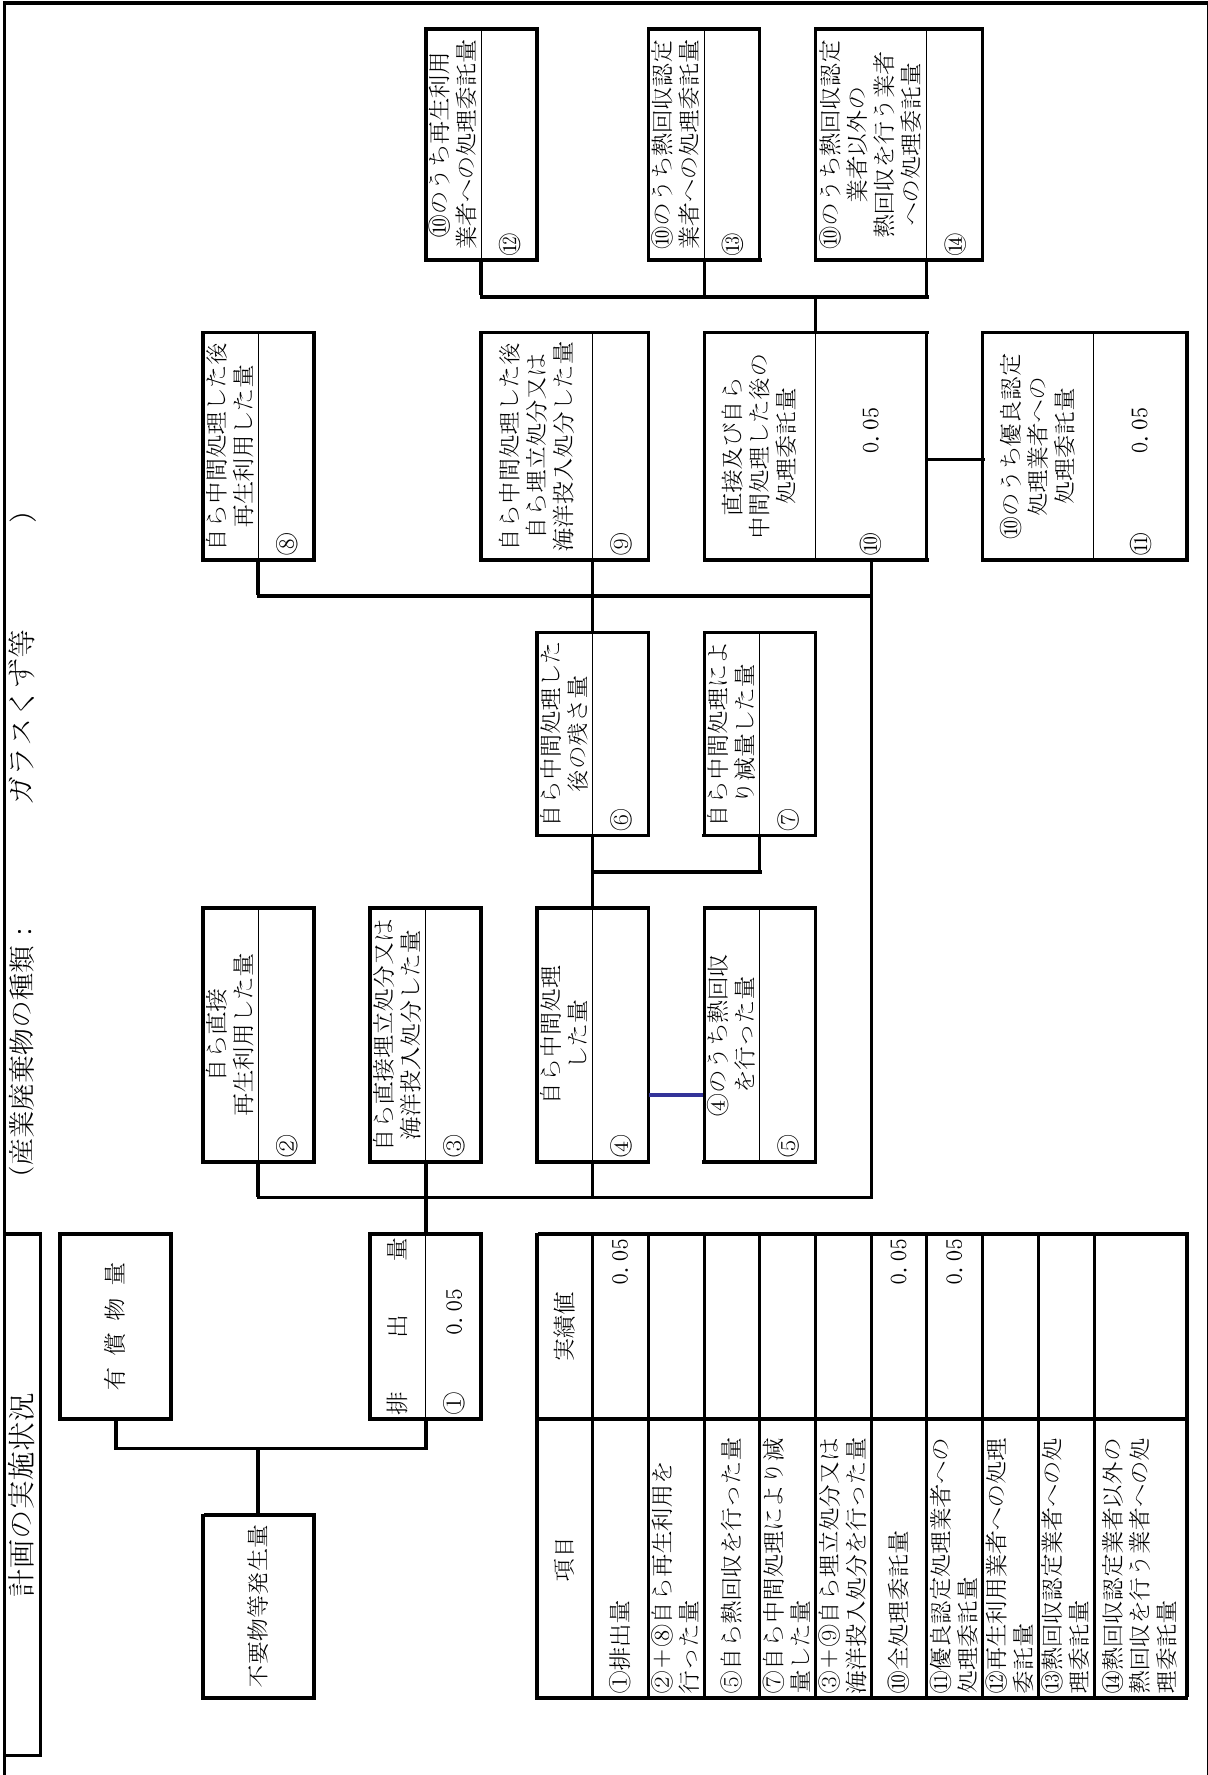 計画の実施状況
(産業廃棄物の種類：　ガラスくず等　)
不要物等発生量
有 償 物 量
排　出　量
①　0.05
自ら直接
再生利用した量
②
自ら直接埋立処分又は
海洋投入処分した量
③
自ら中間処理
した量
④
④のうち熱回収
を行った量
⑤
自ら中間処理した
後の残さ量
⑥
自ら中間処理によ
り減量した量
⑦
自ら中間処理した後
再生利用した量
⑧
自ら中間処理した後
自ら埋立処分又は
海洋投入処分した量
⑨
直接及び自ら
中間処理した後の
処理委託量
⑩　0.05
⑩のうち優良認定
処理業者への
処理委託量
⑪　0.05
⑩のうち再生利用
業者への処理委託量
⑫
⑩のうち熱回収認定
業者への処理委託量
⑬
⑩のうち熱回収認定
業者以外の
熱回収を行う業者
への処理委託量
⑭
項目　実績値
①排出量　0.05
②＋⑧自ら再生利用を
行った量
⑤自ら熱回収を行った量
⑦自ら中間処理により減
量した量
③＋⑨自ら埋立処分又は
海洋投入処分を行った量
⑩全処理委託量　0.05
⑪優良認定処理業者への
処理委託量　0.05
⑫再生利用業者への処理
委託量
⑬熱回収認定業者への処
理委託量
⑭熱回収認定業者以外の
熱回収を行う業者への処
理委託量